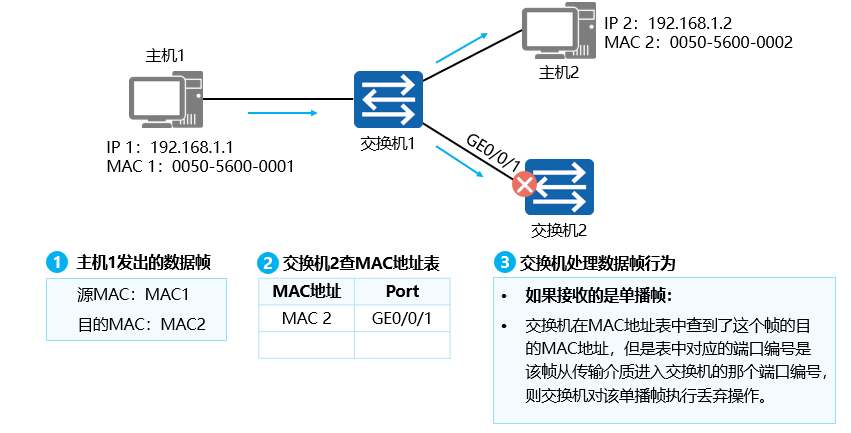 主机1
IP 1：192.168.1.1
MAC 1：0050-5600-0001
交换机1
IP 2：192.168.1.2
MAC 2：0050-5600-0002
主机2
GE0/0/1
交换机2
1 主机1发出的数据帧
源MAC：MAC1
目的MAC：MAC2
2 交换机2查MAC地址表
MAC地址 Port
MAC 2 GE0/0/1
3 交换机处理数据帧行为
• 如果接收的是单播帧：
• 交换机在MAC地址表中查到了这个帧的目
的MAC地址，但是表中对应的端口编号是
该帧从传输介质进入交换机的那个端口编号，
则交换机对该单播帧执行丢弃操作。